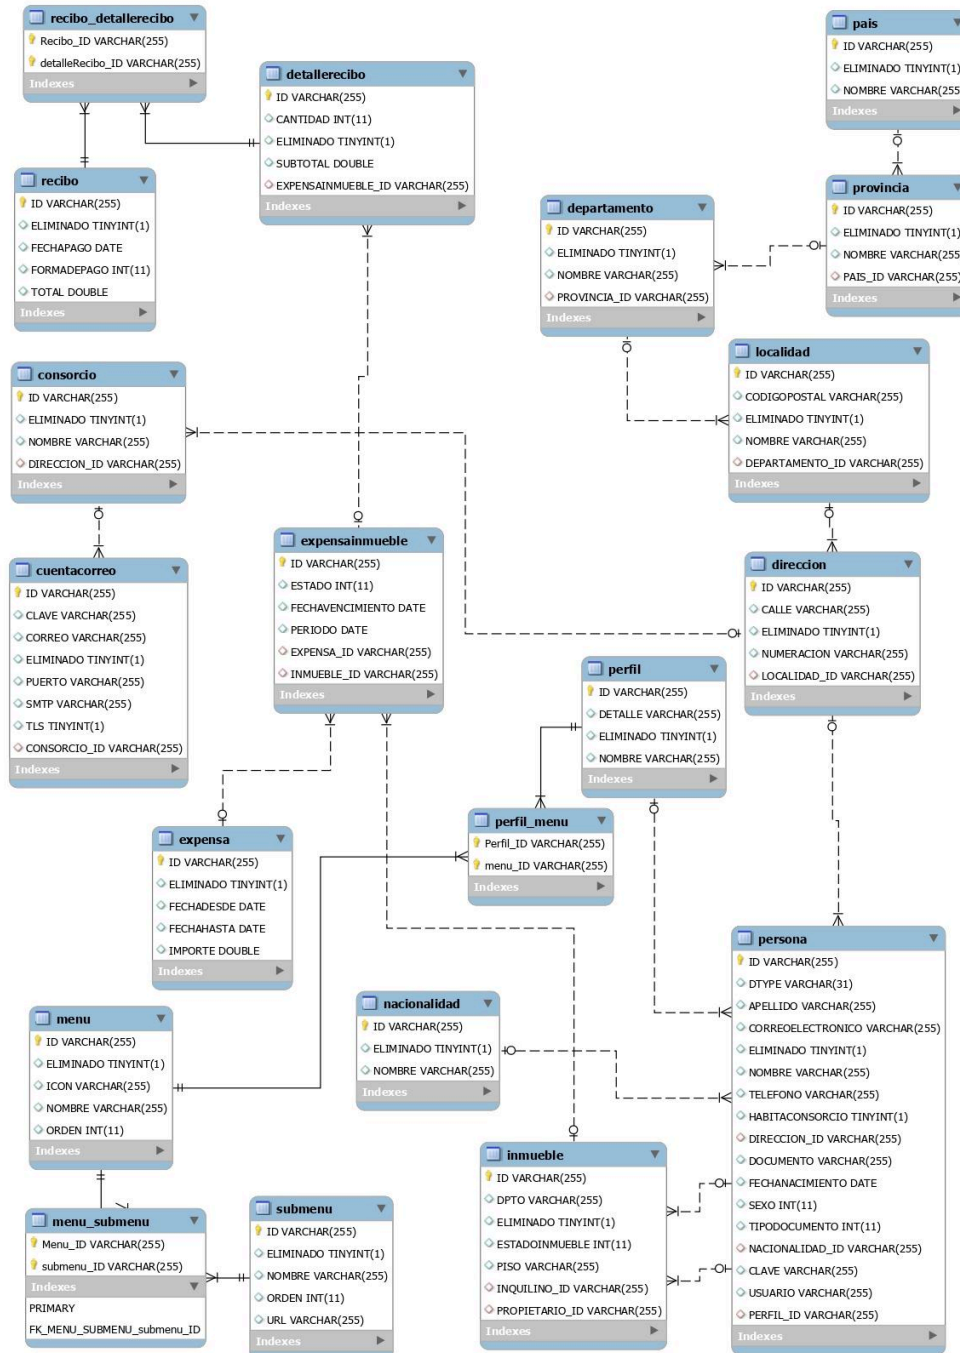 recibo_detallerecibo
Recibo_ID VARCHAR(255)
detalleRecibo_ID VARCHAR(255)
Indexes
detallerecibo
ID VARCHAR(255)
CANTIDAD INT(11)
ELIMINADO TINYINT(1)
SUBTOTAL DOUBLE
EXPENSAINMUEBLE_ID VARCHAR(255)
Indexes
pais
ID VARCHAR(255)
ELIMINADO TINYINT(1)
NOMBRE VARCHAR(255
Indexes
recibo
ID VARCHAR(255)
ELIMINADO TINYINT(1)
FECHAPAGO DATE
FORMADEPAGO INT(11)
TOTAL DOUBLE
Indexes
departamento
ID VARCHAR(255)
ELIMINADO TINYINT(1)
NOMBRE VARCHAR(255)
PROVINCIA_ID VARCHAR(255)
Indexes
provincia
ID VARCHAR(255)
ELIMINADO TINYINT(1)
NOMBRE VARCHAR(255
PAIS_ID VARCHAR(255)
Indexes
consorcio
ID VARCHAR(255)
ELIMINADO TINYINT(1)
NOMBRE VARCHAR(255)
DIRECCION_ID VARCHAR(255)
Indexes
localidad
ID VARCHAR(255)
CODIGOPOSTAL VARCHAR(255)
ELIMINADO TINYINT(1)
NOMBRE VARCHAR(255)
DEPARTAMENTO_ID VARCHAR(255)
Indexes
cuentacorreo
ID VARCHAR(255)
CLAVE VARCHAR(255)
CORREO VARCHAR(255)
ELIMINADO TINYINT(1)
PUERTO VARCHAR(255)
SMTP VARCHAR(255)
TLS TINYINT(1)
CONSORCIO_ID VARCHAR(255)
Indexes
expensainmueble
ID VARCHAR(255)
ESTADO INT(11)
FECHAVENCIMIENTO DATE
PERIODO DATE
EXPENSA_ID VARCHAR(255)
INMUEBLE_ID VARCHAR(255)
Indexes
direccion
ID VARCHAR(255)
CALLE VARCHAR(255)
ELIMINADO TINYINT(1)
NUMERACION VARCHAR(255)
LOCALIDAD_ID VARCHAR(255)
Indexes
perfil
ID VARCHAR(255)
DETALLE VARCHAR(255)
ELIMINADO TINYINT(1)
NOMBRE VARCHAR(255)
Indexes
perfil_menu
Perfil_ID VARCHAR(255)
menu_ID VARCHAR(255)
Indexes
expensa
ID VARCHAR(255)
ELIMINADO TINYINT(1)
FECHADESDE DATE
FECHAHASTA DATE
IMPORTE DOUBLE
Indexes
persona
ID VARCHAR(255)
DTYPE VARCHAR(31)
APELLIDO VARCHAR(255)
CORREOELECTRONICO VARCHAR(255)
ELIMINADO TINYINT(1)
NOMBRE VARCHAR(255)
TELEFONO VARCHAR(255)
HABITACONSORCIO TINYINT(1)
DIRECCION_ID VARCHAR(255)
DOCUMENTO VARCHAR(255)
FECHANACIMIENTO DATE
SEXO INT(11)
TIPODOCUMENTO INT(11)
NACIONALIDAD_ID VARCHAR(255)
CLAVE VARCHAR(255)
USUARIO VARCHAR(255)
PERFIL_ID VARCHAR(255)
Indexes
nacionalidad
ID VARCHAR(255)
ELIMINADO TINYINT(1)
NOMBRE VARCHAR(255)
Indexes
menu
ID VARCHAR(255)
ELIMINADO TINYINT(1)
ICON VARCHAR(255)
NOMBRE VARCHAR(255)
ORDEN INT(11)
Indexes
inmueble
ID VARCHAR(255)
DPTO VARCHAR(255)
ELIMINADO TINYINT(1)
ESTADOINMUEBLE INT(11)
PISO VARCHAR(255)
INQUILINO_ID VARCHAR(255)
PROPIETARIO_ID VARCHAR(255)
Indexes
menu_submenu
Menu_ID VARCHAR(255)
submenu_ID VARCHAR(255)
Indexes
PRIMARY
FK_MENU_SUBMENU_submenu_ID
submenu
ID VARCHAR(255)
ELIMINADO TINYINT(1)
NOMBRE VARCHAR(255)
ORDEN INT(11)
URL VARCHAR(255)
Indexes